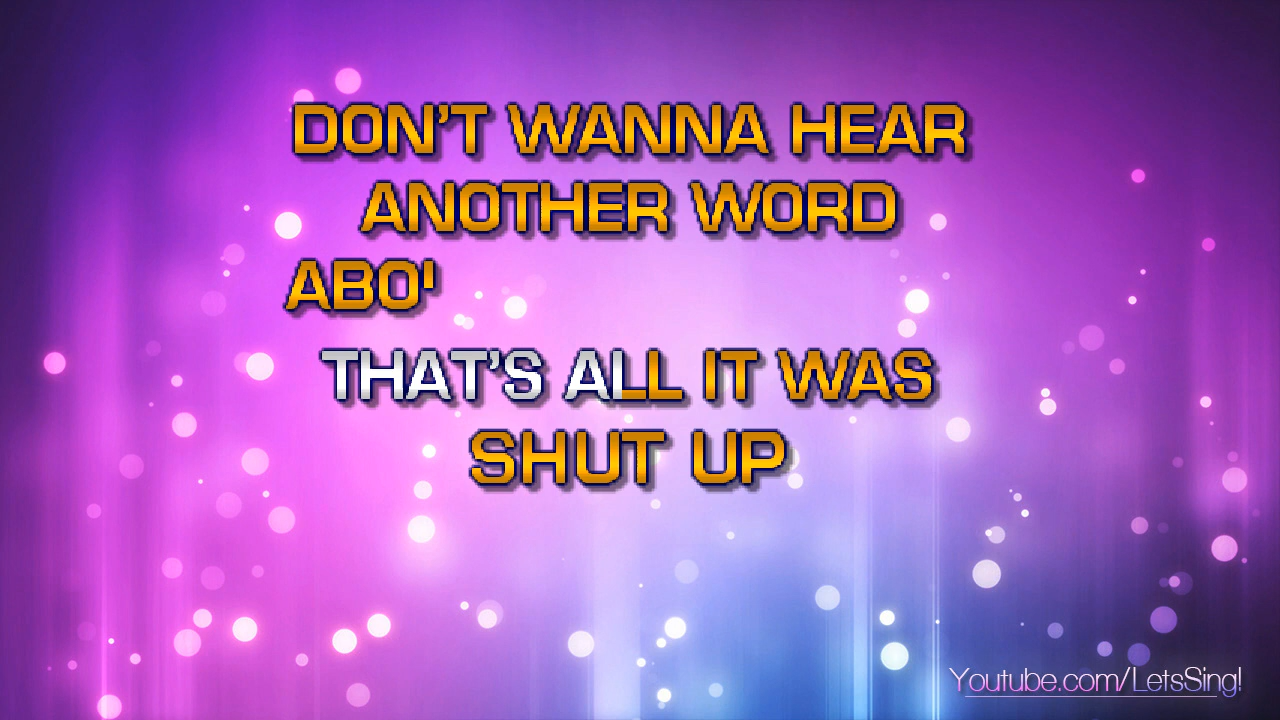 DON'T WANNA HEAR
ANOTHER WORD
ABO'
THAT'S ALL IT WAS
SHUT UP
Youtube.com/LetsSing!